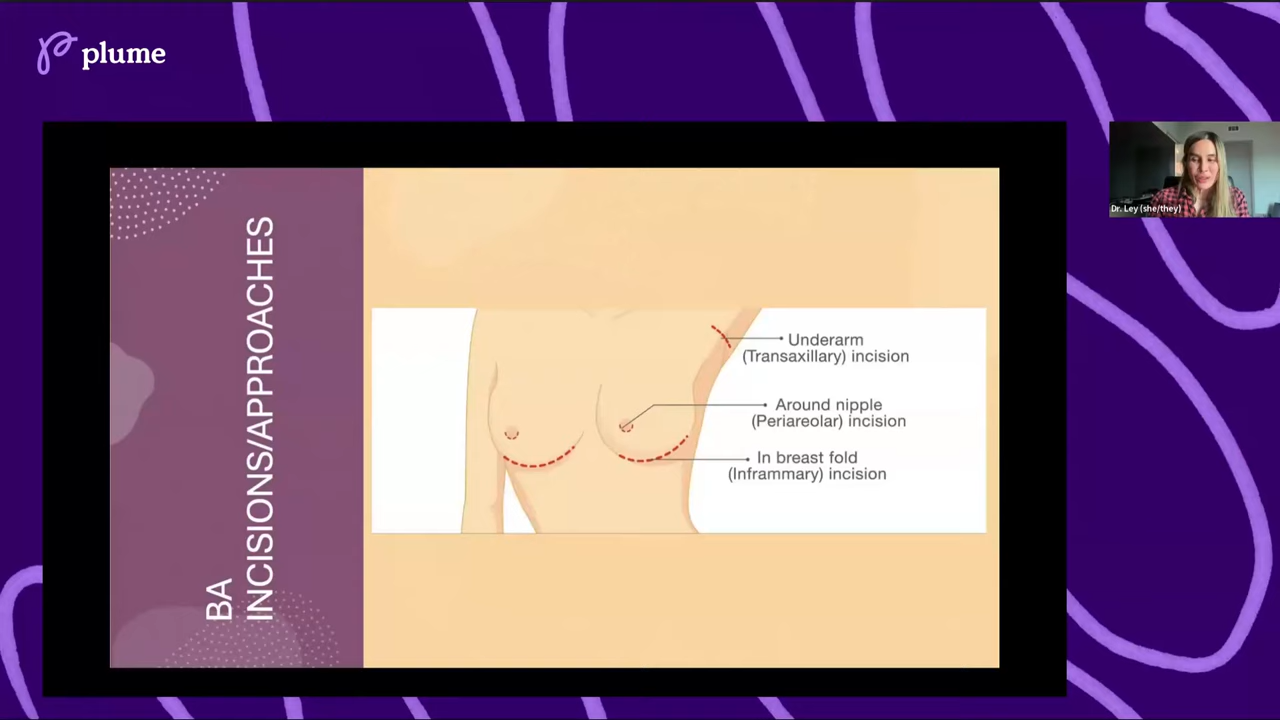 plume
BA
INCISIONS/APPROACHES
Underarm
(Transaxillary) incision
Around nipple
(Periareolar) incision
In breast fold
(Inframmary) incision
Dr. Ley (she/they)